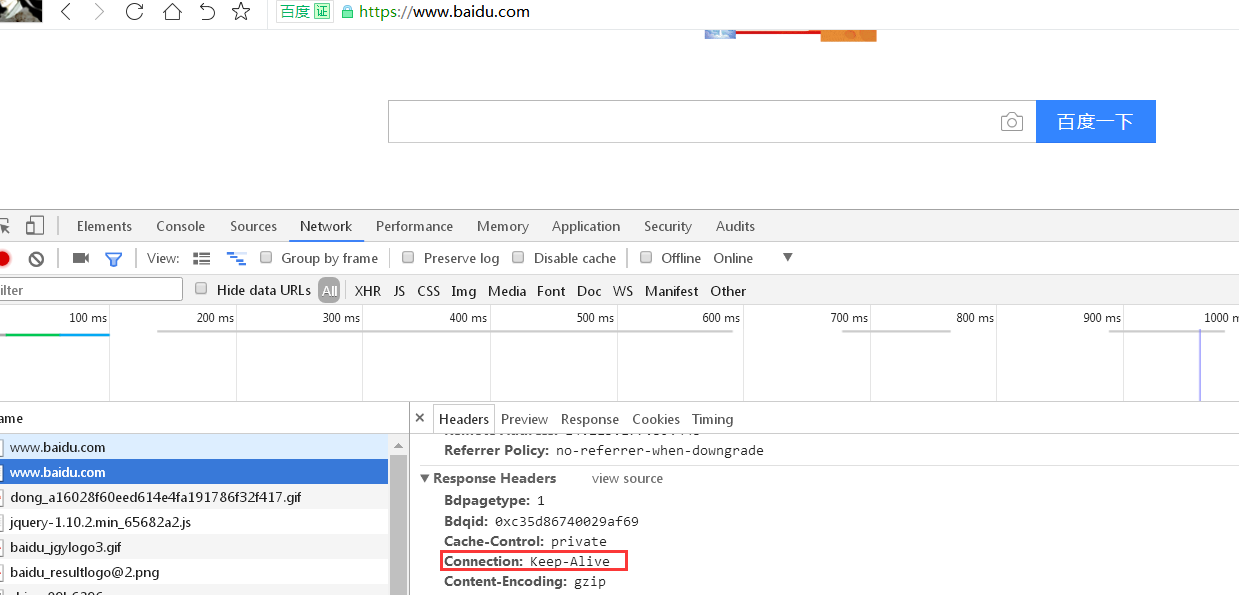 百度 证 https://www.baidu.com
百度一下
Elements Console Sources Network Performance Memory Application Security Audits
View: Group by frame Preserve log Disable cache Offline Online
ilter Hide data URLs All XHR JS CSS Img Media Font Doc WS Manifest Other
100 ms 200 ms 300 ms 400 ms 500 ms 600 ms 700 ms 800 ms 900 ms 1000 m
ame × Headers Preview Response Cookies Timing
www.baidu.com
Referrer Policy: no-referrer-when-downgrade
www.baidu.com
Response Headers view source
dong_a16028f60eed614e4fa191786f32f417.gif
Bdpagetype: 1
jquery-1.10.2.min_65682a2.js
Bdqid: 0xc35d86740029af69
baidu_jgylogo3.gif
Cache-Control: private
Connection: Keep-Alive
baidu_resultlogo@2.png
Content-Encoding: gzip